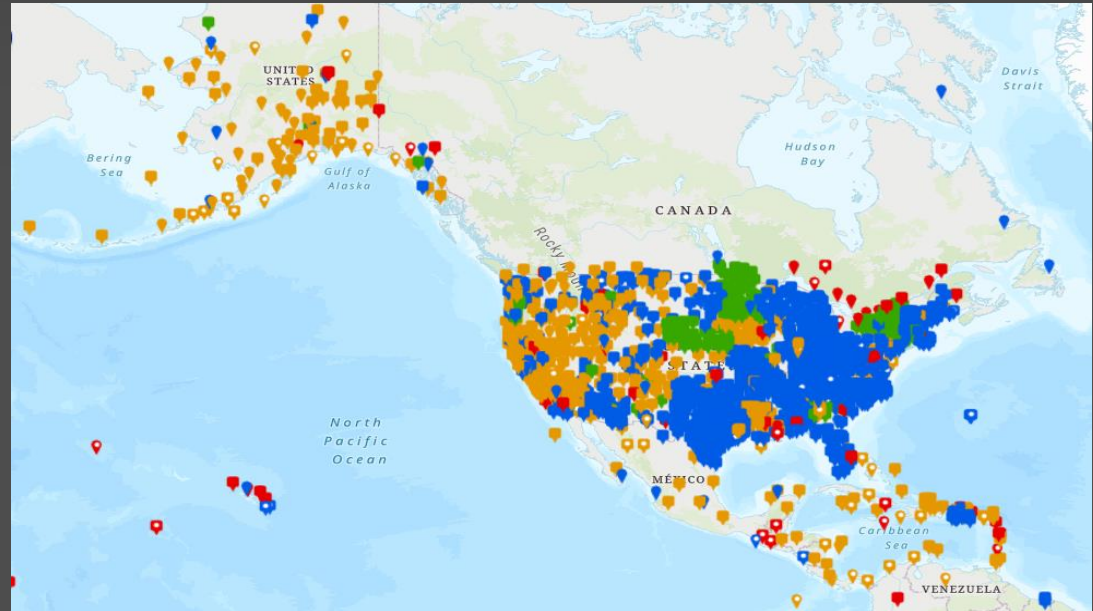 Davis
Strait
UNITED
STATES
Hudson
Bay
Bering
Sea
Gulf of
Alaska
CANADA
Rocky
STATE
North
Pacific
Ocean
MÉXICO
Caribbean
Sea
VENEZUELA